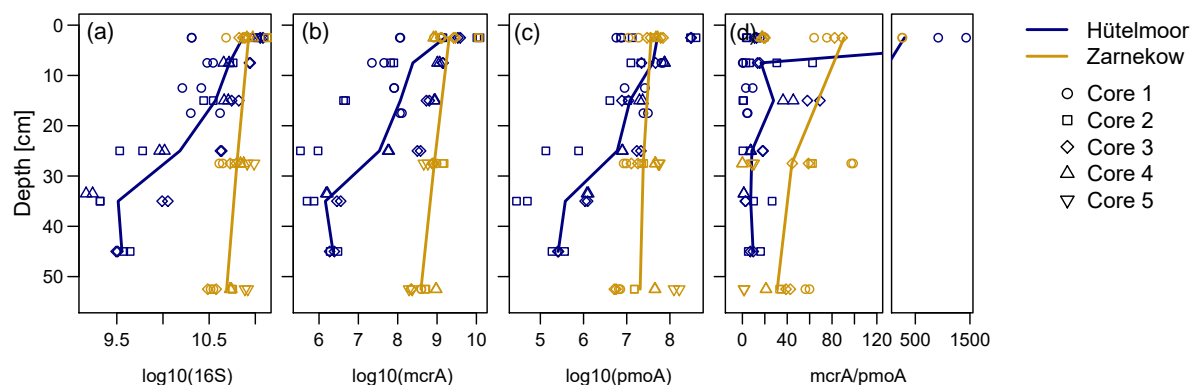 (a) (b) (c) (d)
0
10
20
30
40
50
Depth [cm]
9.5 10.5
6 7 8 9 10
5 6 7 8
0 40 80 120 500 1500
log10(16S) log10(mcrA) log10(pmoA) mcrA/pmoA
Hütelmoor
Zarnekow
Core 1
Core 2
Core 3
Core 4
Core 5